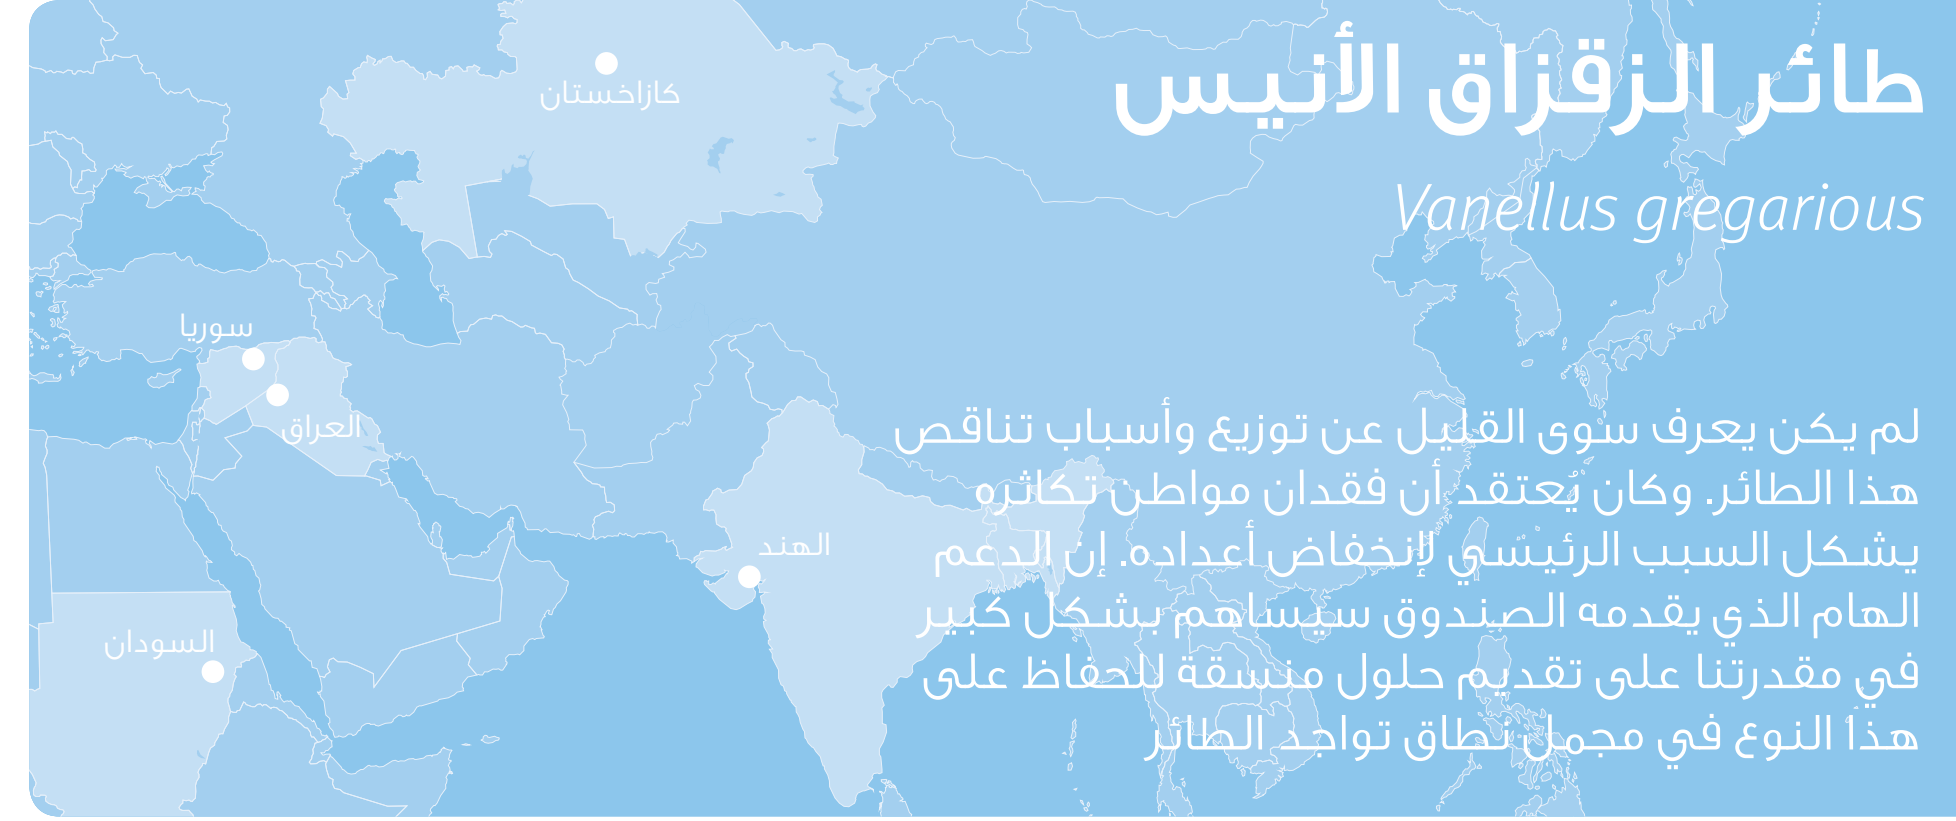 طائر الزقزاق الأنيس
Vanellus gregarious
كازاخستان
سوريا
العراق
الهند
السودان
لم يكن يعرف سوى القليل عن توزيع وأسباب تناقص
هذا الطائر. وكان يُعتقد أن فقدان مواطن تكاثره
يشكل السبب الرئيسي لإنخفاض أعداده. إن الدعم
الهام الذي يقدمه الصندوق سيساهم بشكل كبير
في مقدرتنا على تقديم حلول منسقة للحفاظ على
هذا النوع في مجمل نطاق تواجد الطائر